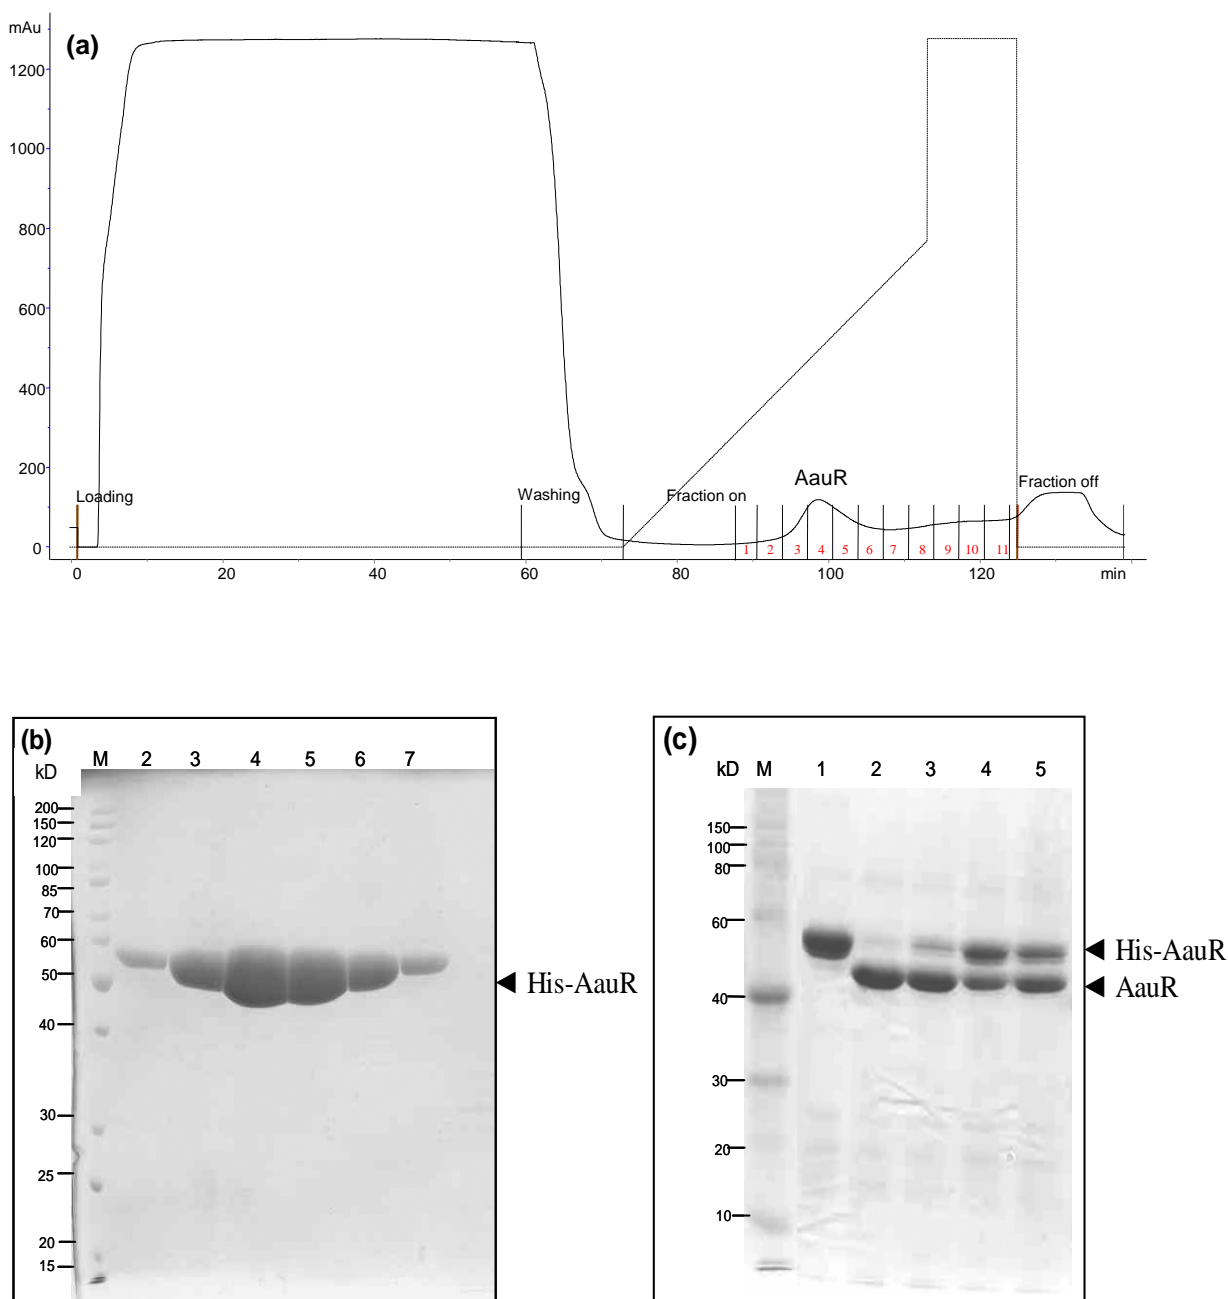 mAu
(a)
1200
1000
800
600
400
200
0
Loading
Washing
Fraction on
AauR
Fraction off
1 2 3 4 5 6 7 8 9 10 11
0 20 40 60 80 100 120 min
(b)
kD M 2 3 4 5 6 7
200
150
120
100
85
70
60
50
40
30
25
20
15
His-AauR
(c)
kD M 1 2 3 4 5
150
100
80
60
40
30
20
10
His-AauR
AauR